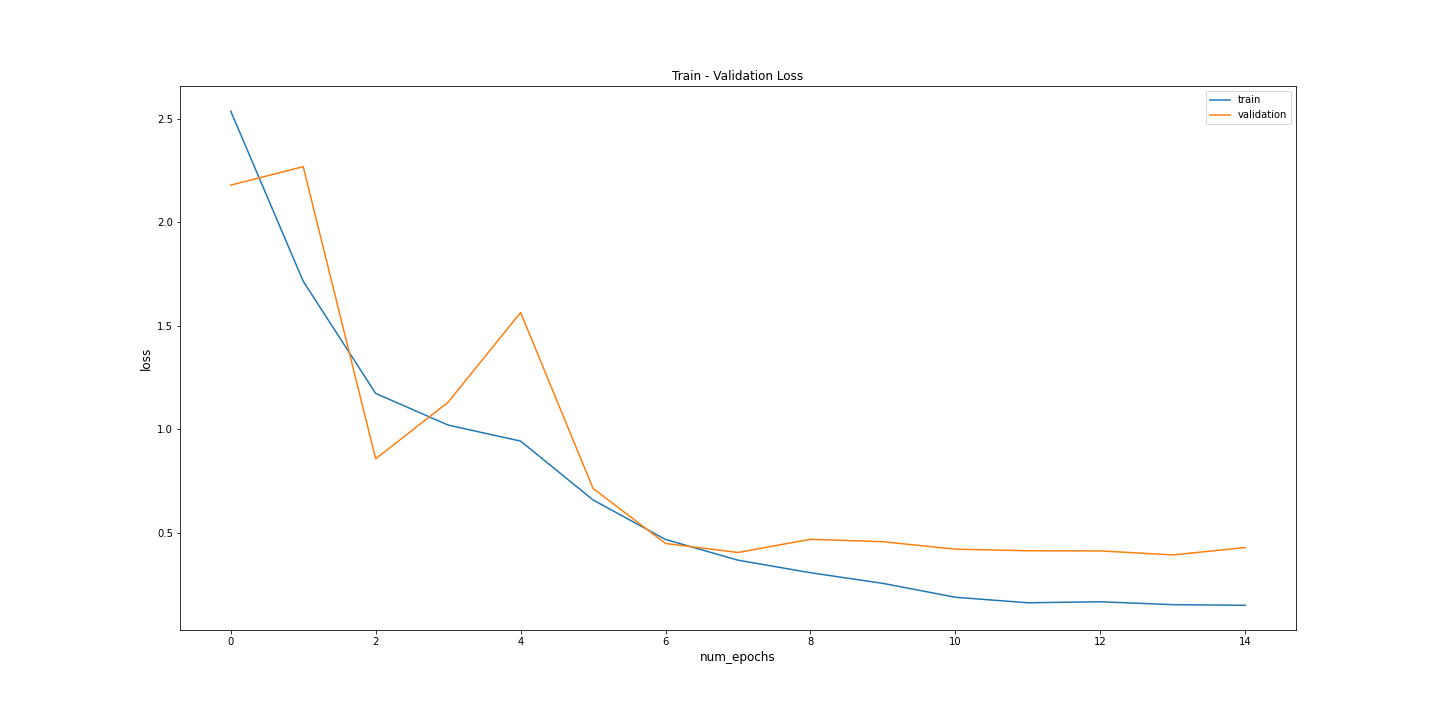 Train - Validation Loss
train
validation
2.5
2.0
1.5
1.0
0.5
loss
0 2 4 6 8 10 12 14
num_epochs